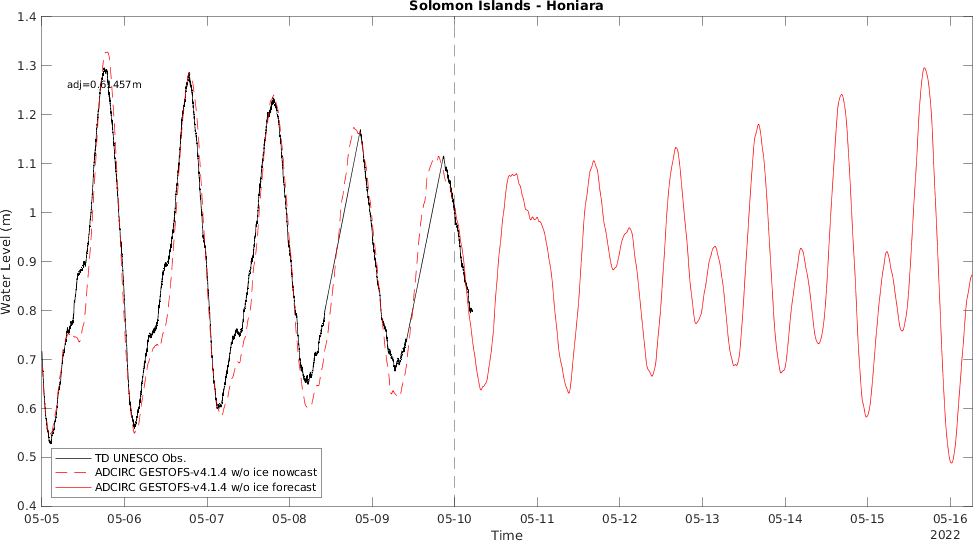 Solomon Islands - Honiara
1.4
1.3
1.2
1.1
1
0.9
0.8
0.7
0.6
0.5
0.4
Water Level (m)
adj=0.61457m
TD UNESCO Obs.
ADCIRC GESTOFS-v4.1.4 w/o ice nowcast
ADCIRC GESTOFS-v4.1.4 w/o ice forecast
05-05 05-06 05-07 05-08 05-09 05-10 05-11 05-12 05-13 05-14 05-15 05-16
Time
2022